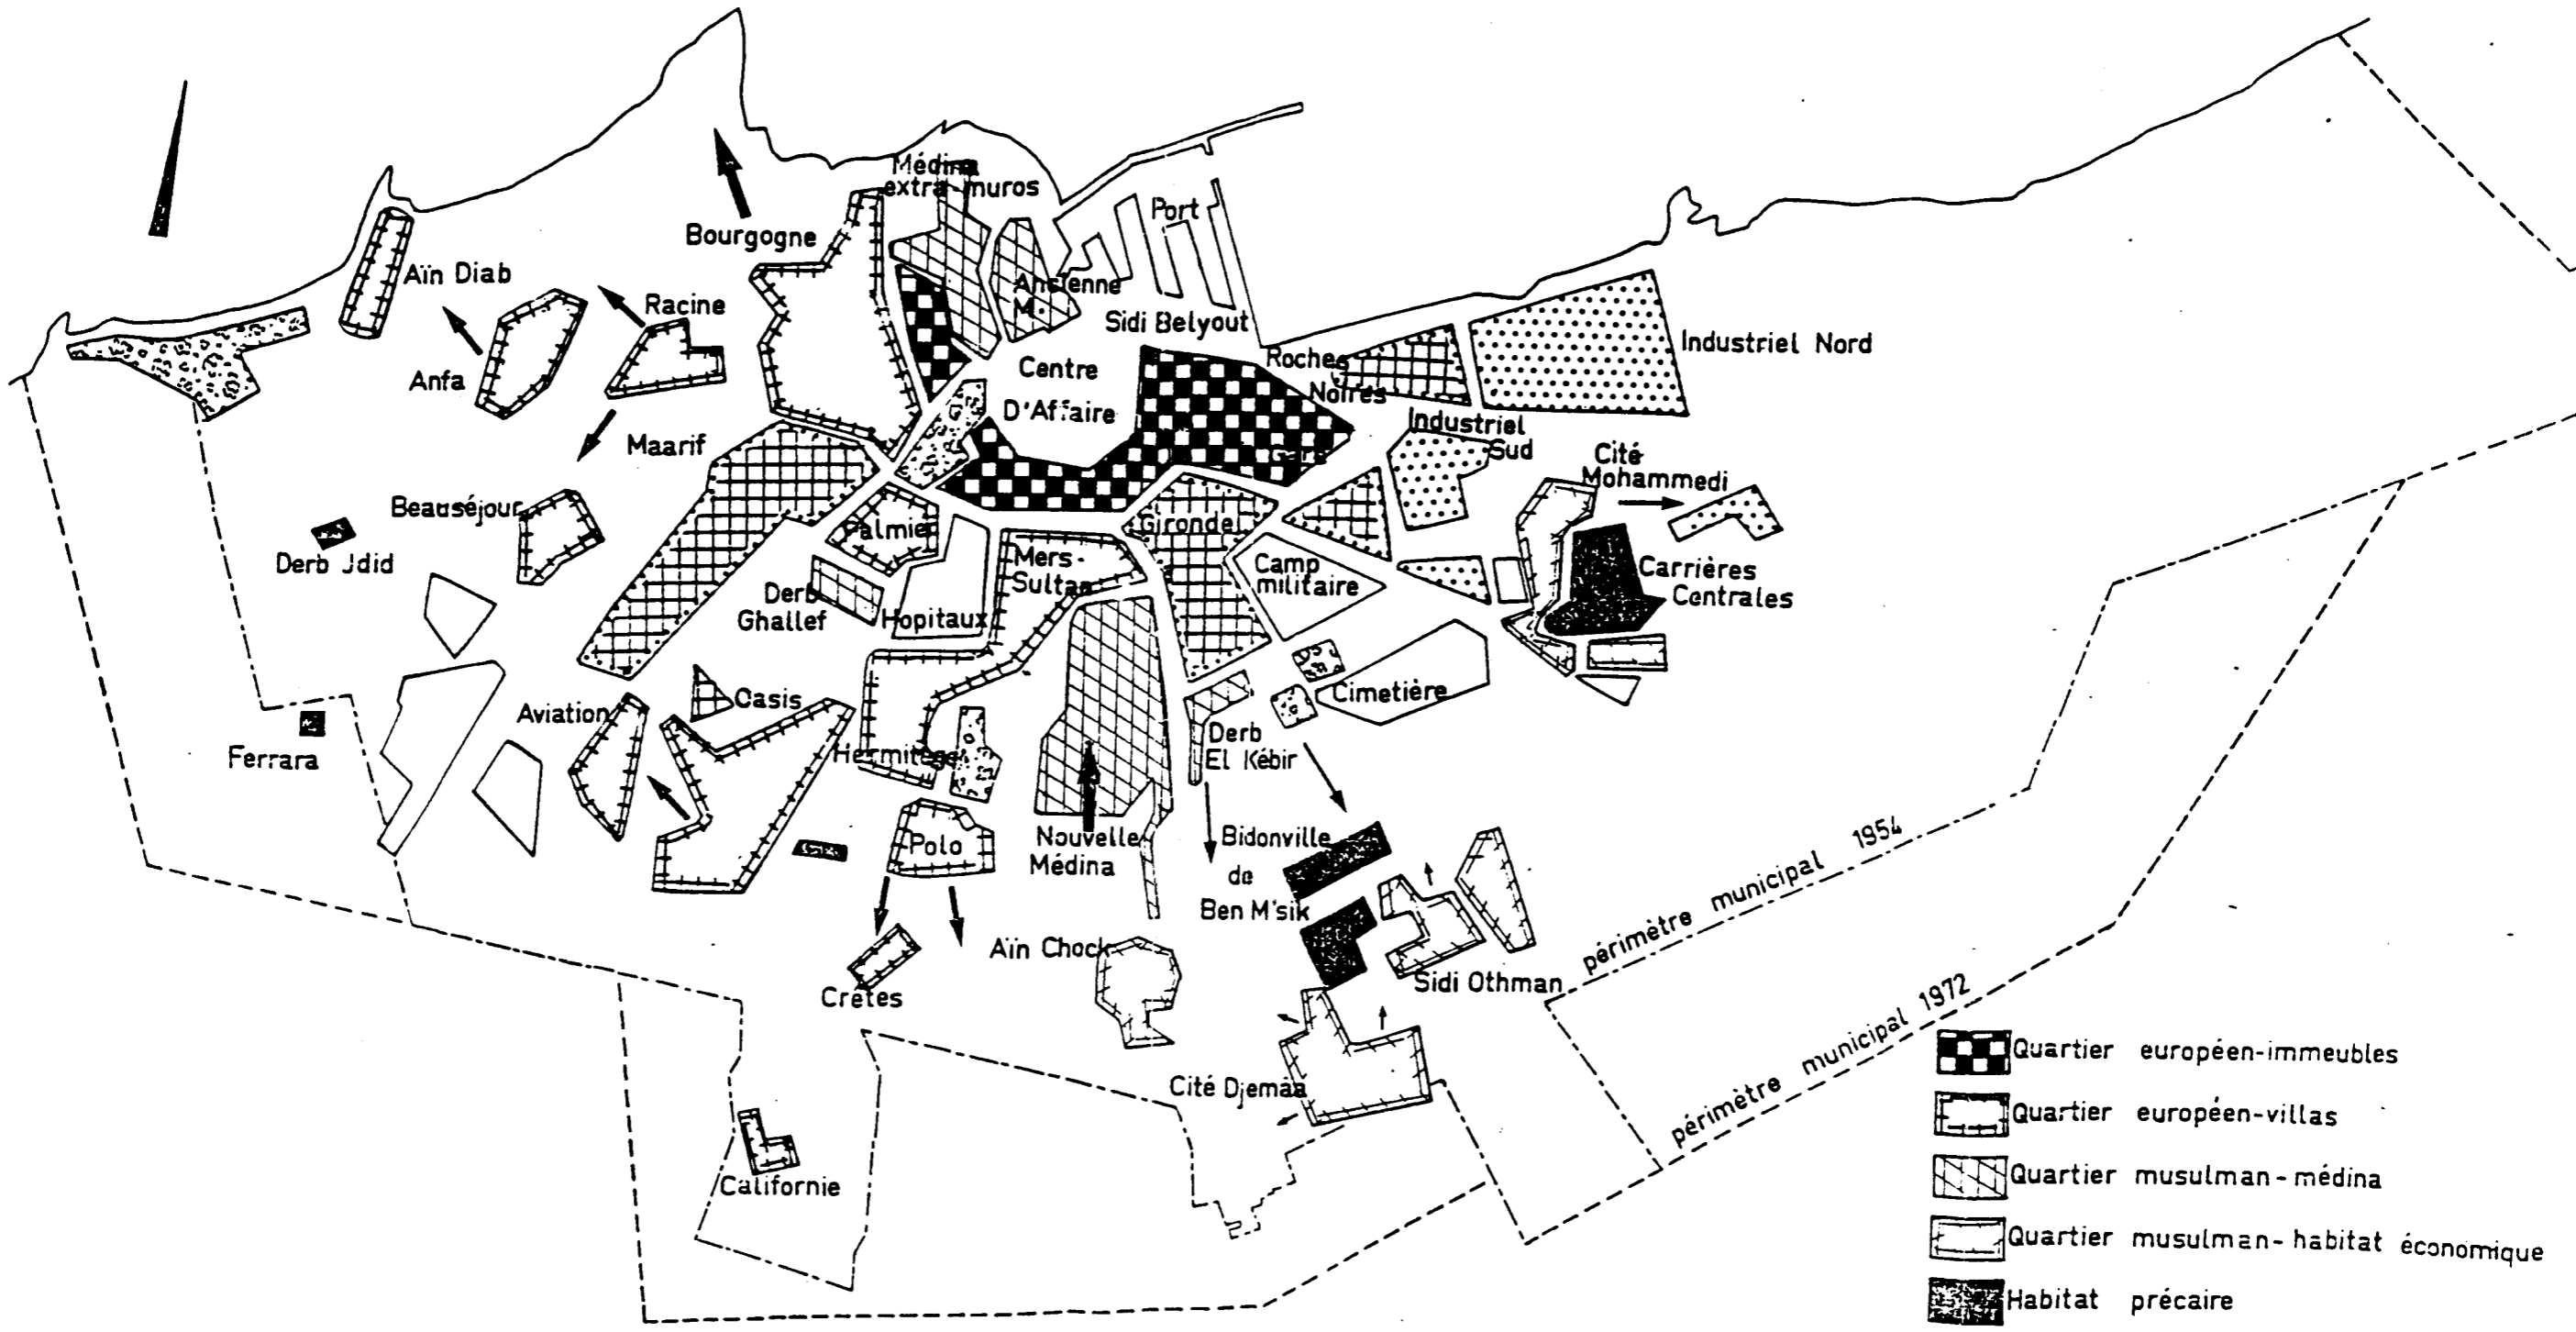 Médina
extra-muros
Port
Bourgogne
Aïn Diab
Ancienne
M.
Racine
Sidi Belyout
Industriel Nord
Roches
Noires
Centre
D'Affaire
Anfa
Maarif
Industriel
Sud
Cité
Mohammedi
Beauséjour
Palmier
Gironde
Derb Jdid
Mers-
Sultan
Camp
militaire
Carrières
Centrales
Derb
Ghallef
Hopitaux
Oasis
Cimetière
Aviation
Derb
El Kébir
Ferrara
Hermitage
Polo
Nouvelle
Médina
Bidonville
de
Ben M'sik
périmètre municipal 1954
Aïn Chock
Crêtes
Sidi Othman
périmètre municipal 1972
Cité Djemâa
Californie
Quartier européen-immeubles
Quartier européen-villas
Quartier musulman-médina
Quartier musulman-habitat économique
Habitat précaire